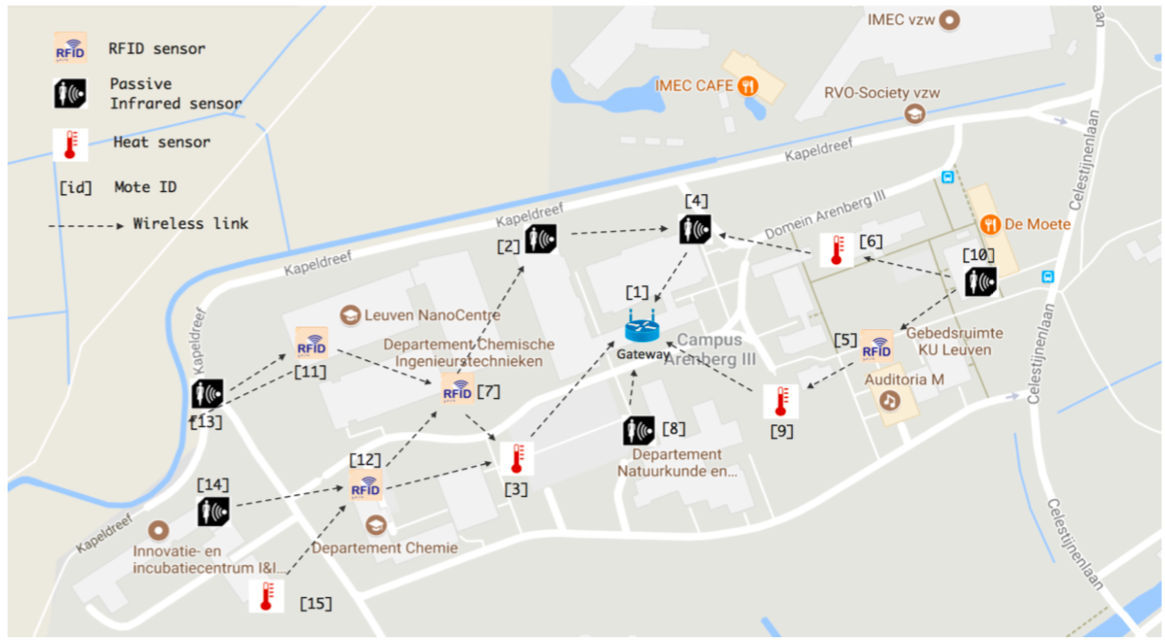 RFID
RFID sensor
Passive
Infrared sensor
Heat sensor
[id]
Mote ID
Wireless link
IMEC vzw
IMEC CAFE
RVO-Society vzw
Celestijnenlaan
laan
Kapeldreef
Kapeldreef
Kapeldreef
Kapeldreef
Kapeldreef
Domein Arenberg III
De Moete
[4]
[2]
[6]
[10]
[1]
Gateway
Campus
Arenberg III
Leuven NanoCentre
Departement Chemische
Ingenieurstechnieken
RFID
[11]
RFID
[7]
[5]
RFID
Gebedsruimte
KU Leuven
Auditoria M
[9]
[13]
[8]
Departement
Natuurkunde en...
[12]
RFID
[3]
[14]
Departement Chemie
Innovatie- en
incubatiecentrum I&I...
[15]
Celestijnenlaan
Celestijnenlaan